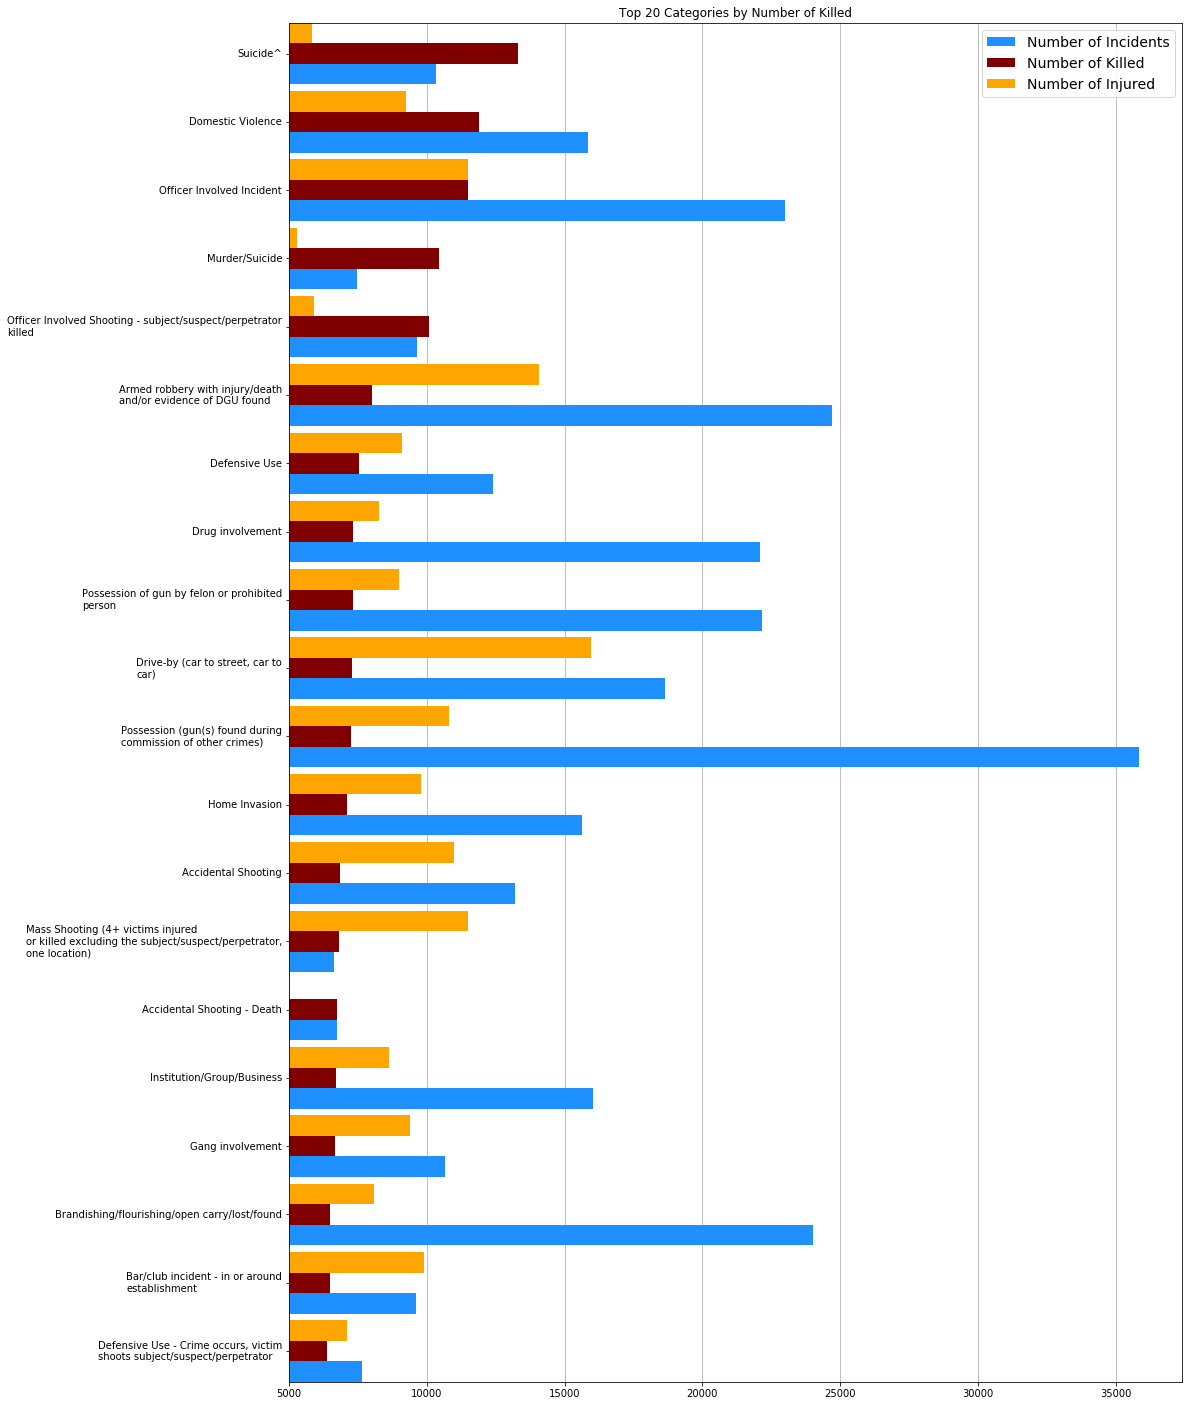 Top 20 Categories by Number of Killed
Number of Incidents
Number of Killed
Number of Injured
Suicide^
Domestic Violence
Officer Involved Incident
Murder/Suicide
Officer Involved Shooting - subject/suspect/perpetrator
killed
Armed robbery with injury/death
and/or evidence of DGU found
Defensive Use
Drug involvement
Possession of gun by felon or prohibited
person
Drive-by (car to street, car to
car)
Possession (gun(s) found during
commission of other crimes)
Home Invasion
Accidental Shooting
Mass Shooting (4+ victims injured
or killed excluding the subject/suspect/perpetrator,
one location)
Accidental Shooting - Death
Institution/Group/Business
Gang involvement
Brandishing/flourishing/open carry/lost/found
Bar/club incident - in or around
establishment
Defensive Use - Crime occurs, victim
shoots subject/suspect/perpetrator
5000 10000 15000 20000 25000 30000 35000